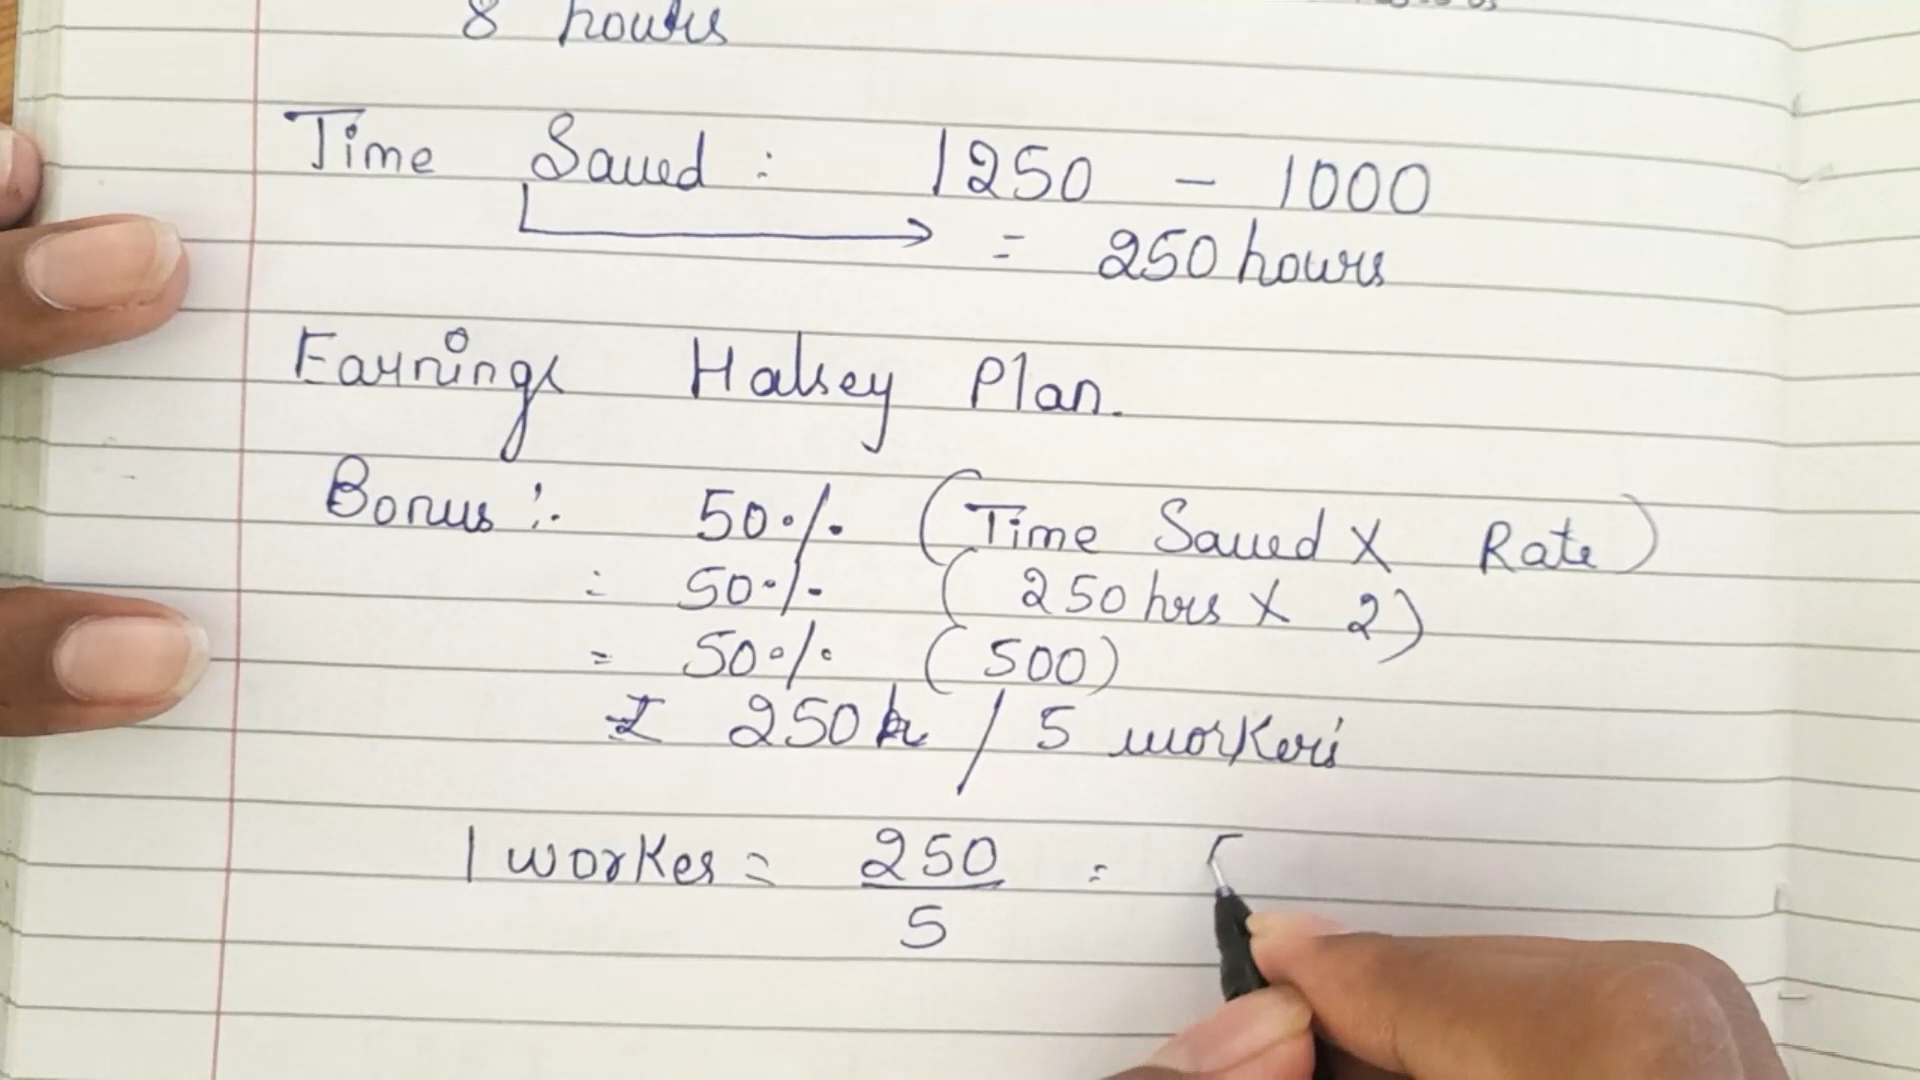 8 hours
Time Saved : 1250 - 1000
= 250 hours
Earnings Halsey Plan.
Bonus :. 50% (Time Saved X Rate)
= 50% (250 hrs X 2)
= 50% (500)
₹ 250 / 5 workers
1 worker = 250/5 =